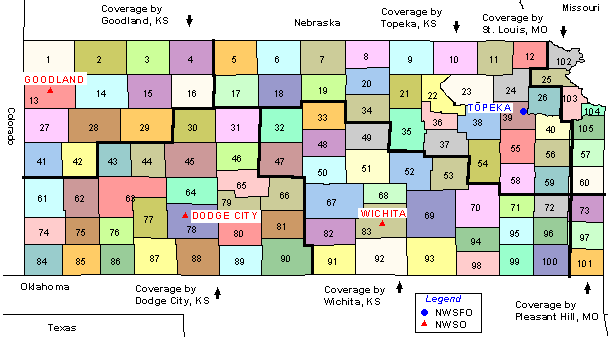 Coverage by
Goodland, KS
Nebraska
Coverage by
Topeka, KS
Coverage by
St. Louis, MO
Missouri
1 2 3 4 5 6 7 8 9 10 11 12 102
GOODLAND
13 14 15 16 17 18 19 20 21 22 23 24 25 26 103 104
TOPEKA
Colorado
27 28 29 30 31 32 33 34 35 36 37 38 39 40 105
41 42 43 44 45 46 47 48 49 50 51 52 53 54 55 56 57
58 59 60
61 62 63 64 65 66 67 68 69 70 71 72 73
DODGE CITY
WICHITA
74 75 76 77 78 79 80 81 82 83 94 95 96 97
84 85 86 87 88 89 90 91 92 93 98 99 100 101
Oklahoma
Coverage by
Dodge City, KS
Coverage by
Wichita, KS
Legend
NWSFO
NWSO
Coverage by
Pleasant Hill, MO
Texas